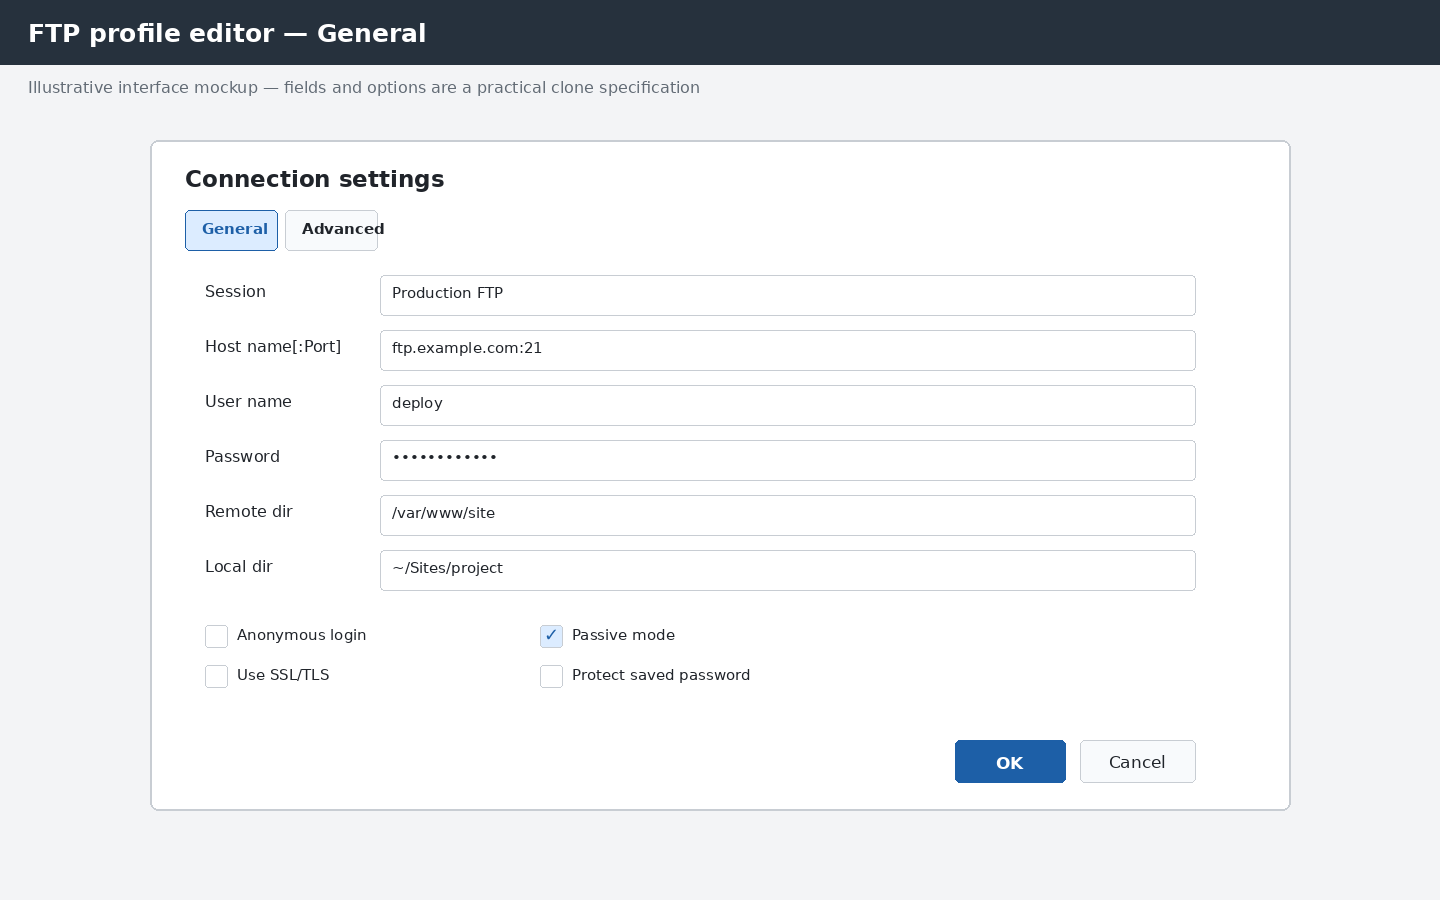 FTP profile editor — General
Illustrative interface mockup — fields and options are a practical clone specification
Connection settings
General Advanced
Session Production FTP
Host name[:Port] ftp.example.com:21
User name deploy
Password ••••••••••••
Remote dir /var/www/site
Local dir ~/Sites/project
Anonymous login ✓ Passive mode
Use SSL/TLS Protect saved password
OK Cancel